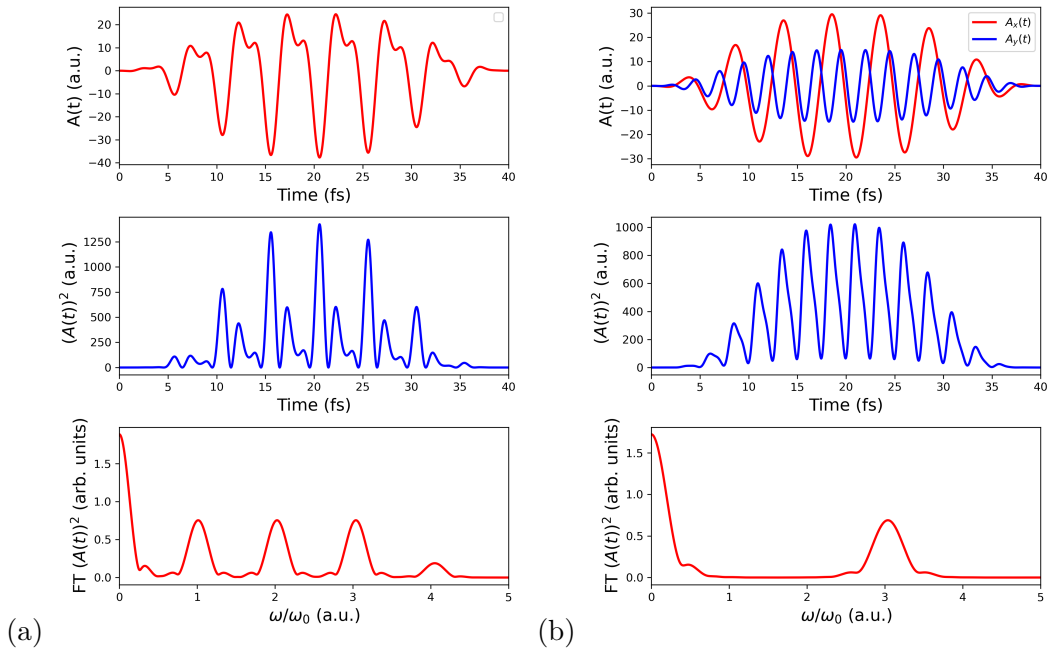 A(t) (a.u.)
20
10
0
−10
−20
−30
−40
0 5 10 15 20 25 30 35 40
Time (fs)
(A(t))² (a.u.)
1250
1000
750
500
250
0
0 5 10 15 20 25 30 35 40
Time (fs)
FT (A(t))² (arb. units)
1.5
1.0
0.5
0.0
0 1 2 3 4 5
ω/ω₀ (a.u.)
(a)
A(t) (a.u.)
30
20
10
0
−10
−20
−30
Aₓ(t)
A_y(t)
0 5 10 15 20 25 30 35 40
Time (fs)
(A(t))² (a.u.)
1000
800
600
400
200
0
0 5 10 15 20 25 30 35 40
Time (fs)
FT (A(t))² (arb. units)
1.5
1.0
0.5
0.0
0 1 2 3 4 5
ω/ω₀ (a.u.)
(b)